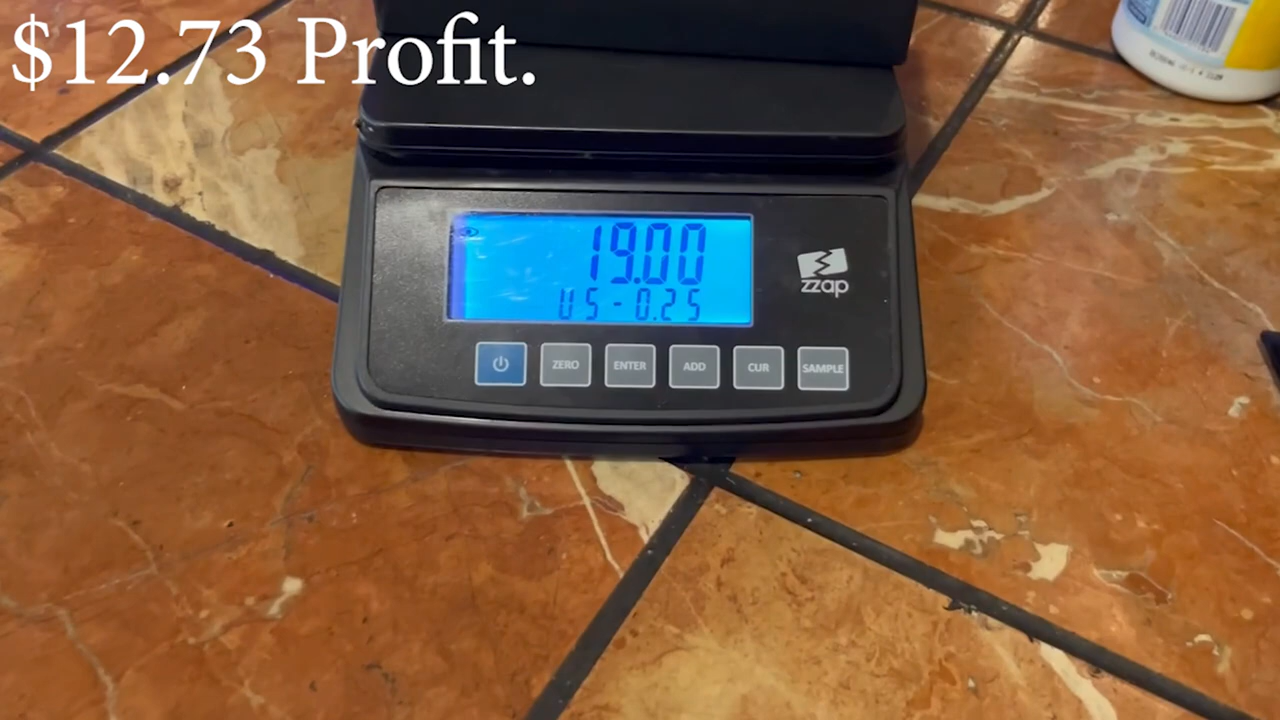 $12.73 Profit.
19.00
US-0.25
zzap
ZERO
ENTER
ADD
CUR
SAMPLE